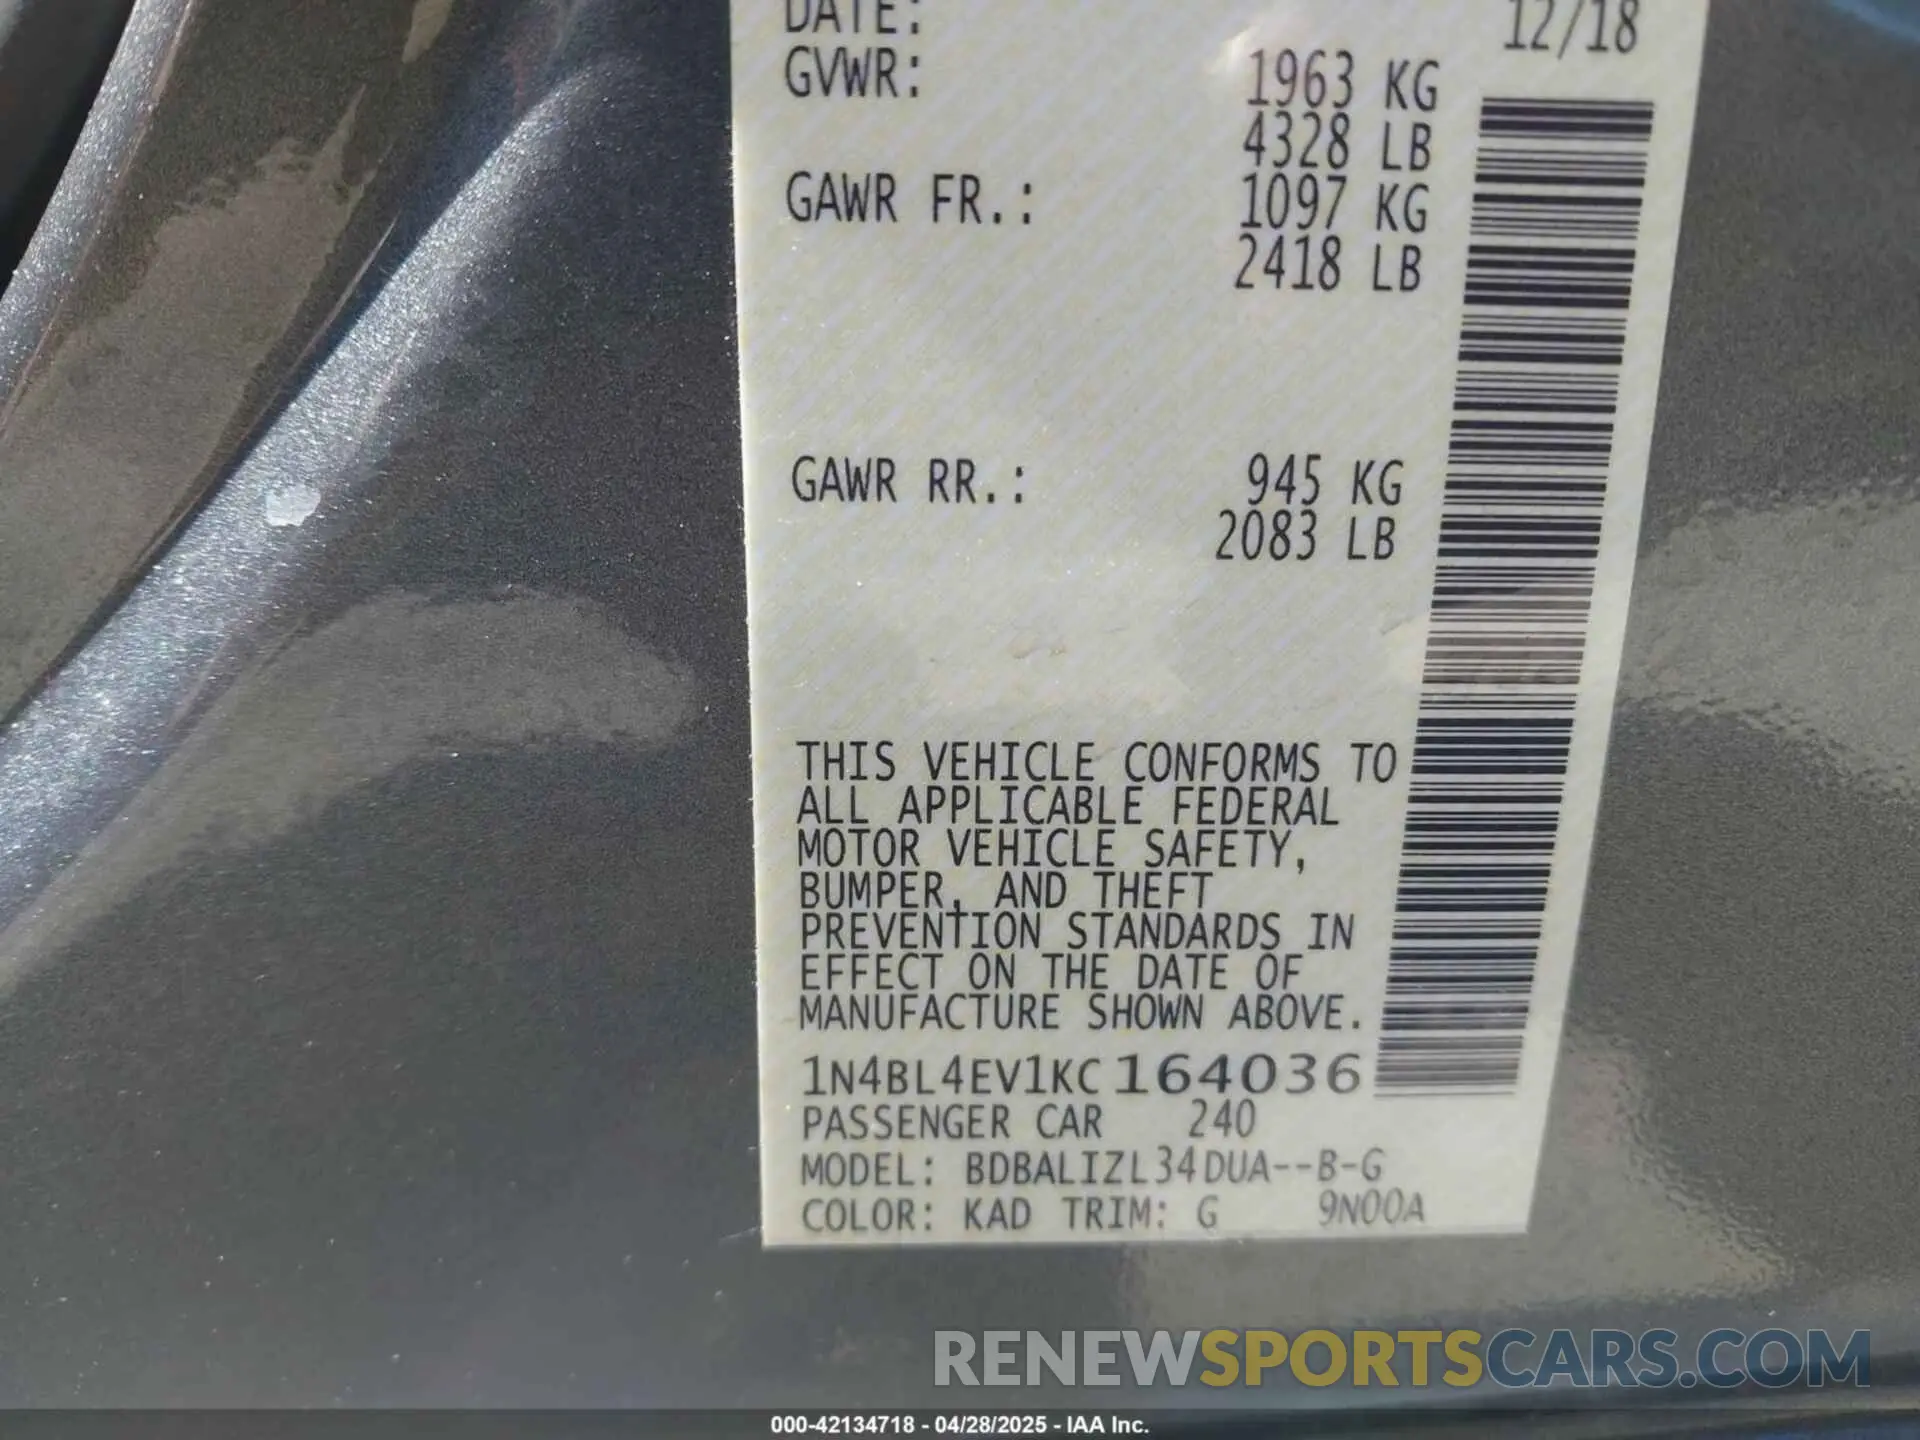 DATE: 12/18
GVWR: 1963 KG
4328 LB
GAWR FR.: 1097 KG
2418 LB
GAWR RR.: 945 KG
2083 LB
THIS VEHICLE CONFORMS TO
ALL APPLICABLE FEDERAL
MOTOR VEHICLE SAFETY,
BUMPER, AND THEFT
PREVENTION STANDARDS IN
EFFECT ON THE DATE OF
MANUFACTURE SHOWN ABOVE.
1N4BL4EV1KC164036
PASSENGER CAR 240
MODEL: BDBALIZL34DUA--B-G
COLOR: KAD TRIM: G 9N00A
RENEWSPORTSCARS.COM
000-42134718 - 04/28/2025 - IAA Inc.